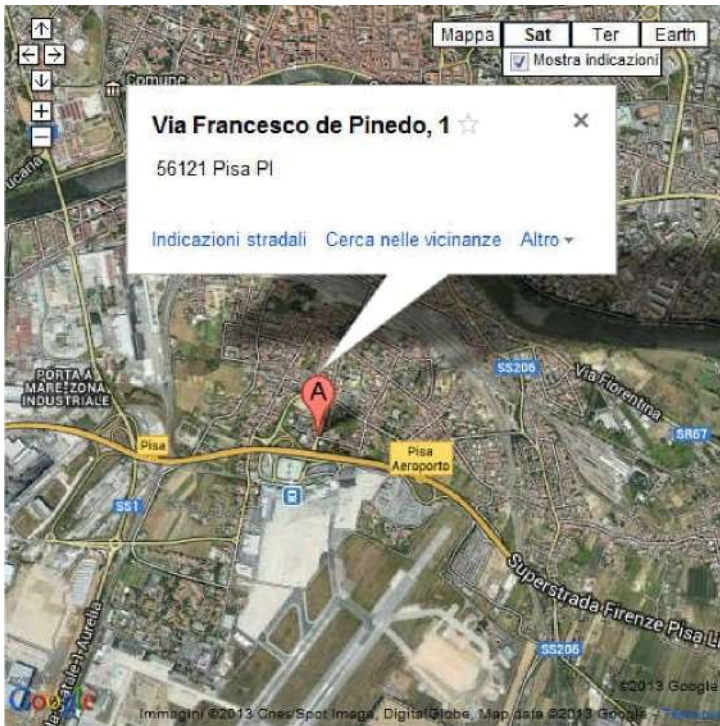 Mappa Sat Ter Earth
Mostra indicazioni
Comune
Via Francesco de Pinedo, 1
56121 Pisa PI
Indicazioni stradali Cerca nelle vicinanze Altro
PORTA A
MARE: ZONA
INDUSTRIALE
A
SS206
Via Fiorentina
SR67
Pisa
Pisa
Aeroporto
SS1
Superstrada Firenze Pisa
SS206
Aurelia
©2013 Google
Google
Immagini ©2013 Cnes/Spot Image, DigitalGlobe, Map data ©2013 Google -